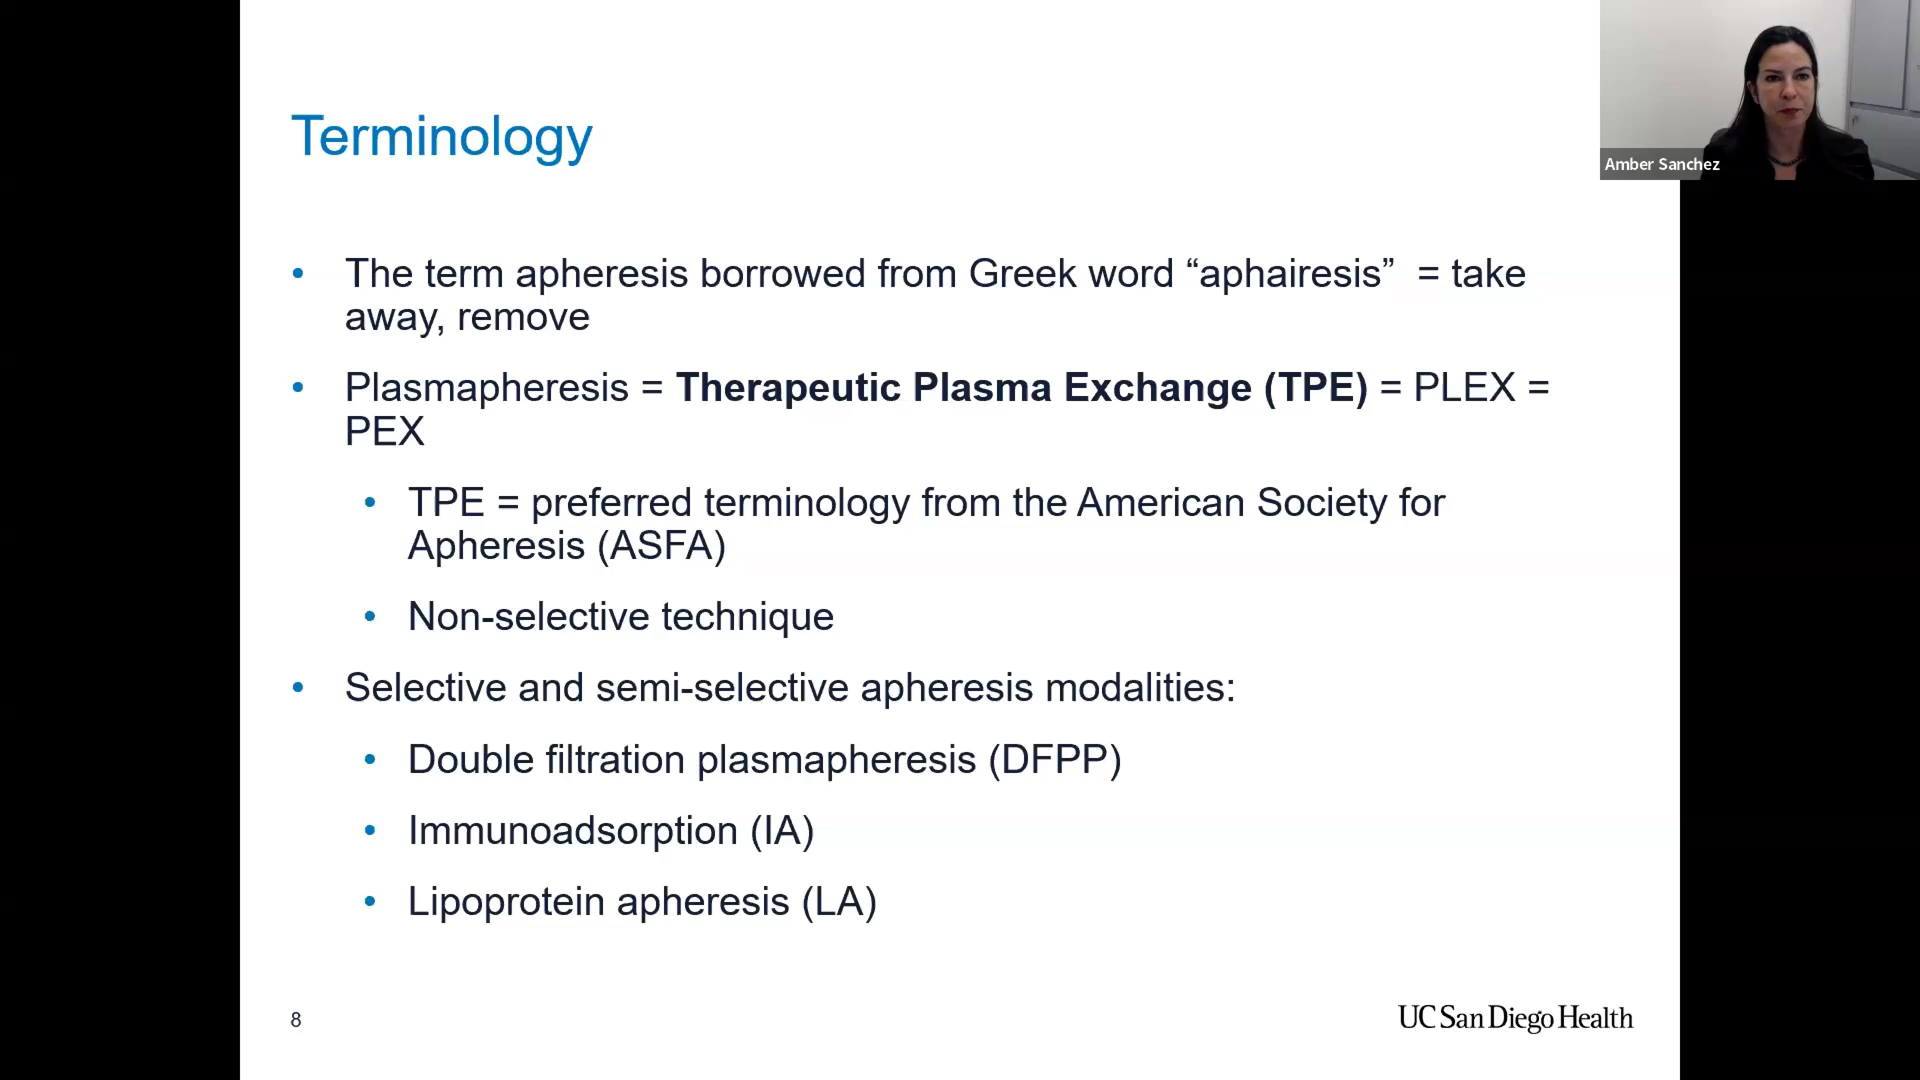 Terminology
Amber Sanchez
• The term apheresis borrowed from Greek word “aphairesis”  = take
away, remove
• Plasmapheresis = Therapeutic Plasma Exchange (TPE) = PLEX =
PEX
• TPE = preferred terminology from the American Society for
Apheresis (ASFA)
• Non-selective technique
• Selective and semi-selective apheresis modalities:
• Double filtration plasmapheresis (DFPP)
• Immunoadsorption (IA)
• Lipoprotein apheresis (LA)
8
UC San Diego Health